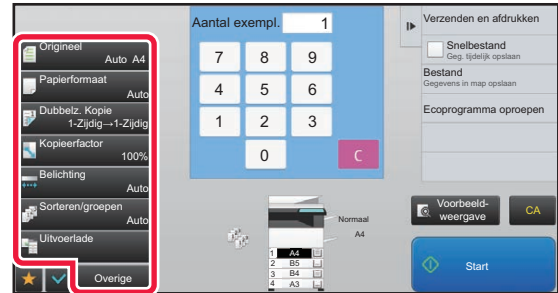 Origineel
Auto A4
Papierformaat
Auto
Dubbelz. Kopie
1-Zijdig→1-Zijdig
Kopieerfactor
100%
Belichting
Auto
Sorteren/groepen
Auto
Uitvoerlade
Overige
Aantal exempl. 1
7 8 9
4 5 6
1 2 3
0 C
Normaal
A4
1 A4
2 B5
3 B4
4 A3
Verzenden en afdrukken
Snelbestand
Geg. tijdelijk opslaan
Bestand
Gegevens in map opslaan
Ecoprogramma oproepen
Voorbeeld-
weergave
CA
Start